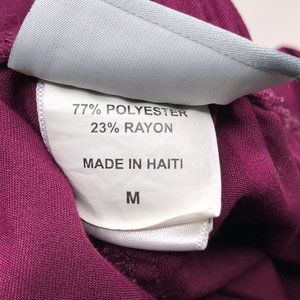 77% POLYESTER
23% RAYON
MADE IN HAITI
M